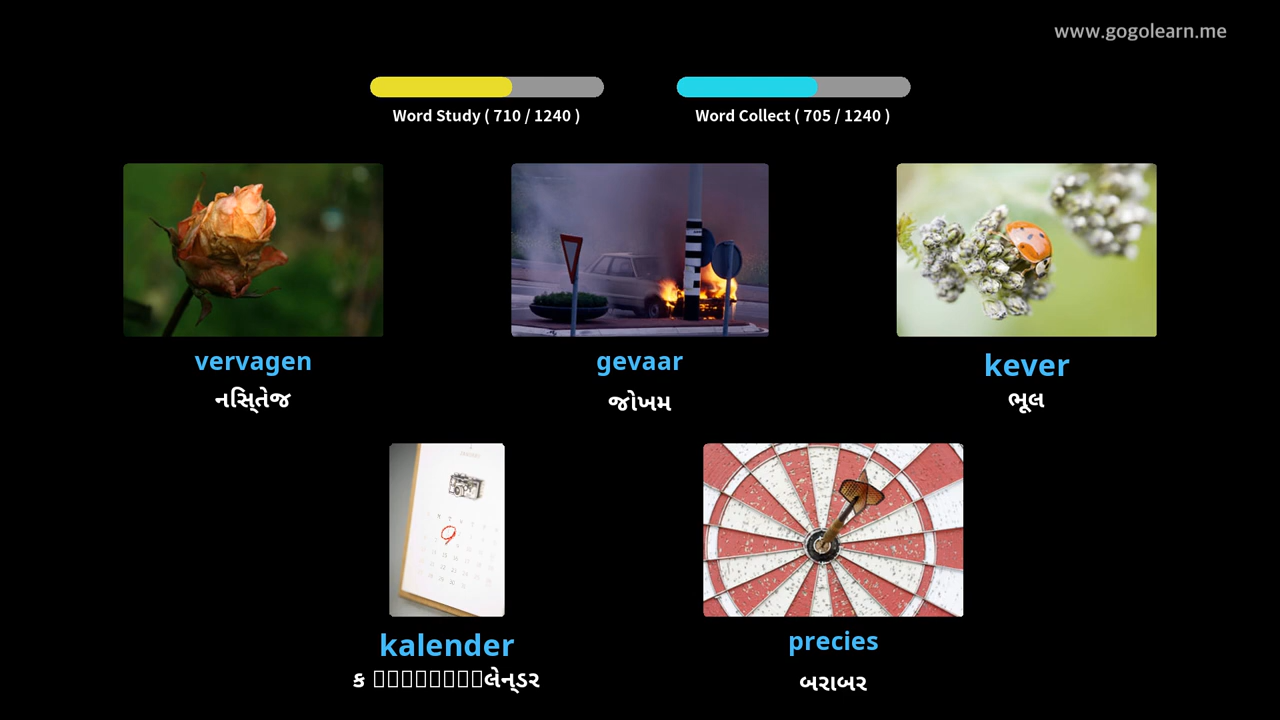 www.gogolearn.me
Word Study ( 710 / 1240 )
Word Collect ( 705 / 1240 )
vervagen
નિસ્તેજ
gevaar
જોખમ
kever
ભૂલ
kalender
ક લેન્ડર
precies
બરાબર